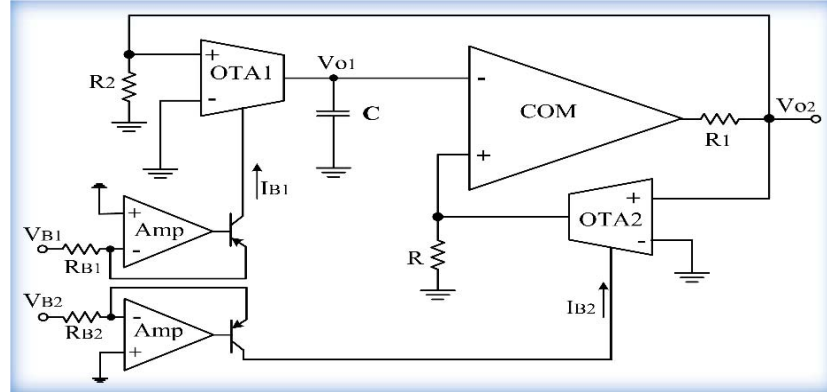 R2
+
OTA1
-
VO1
C
-
COM
+
R1
VO2
IB1
+
OTA2
-
+
Amp
-
VB1
RB1
R
VB2
RB2
-
Amp
+
IB2